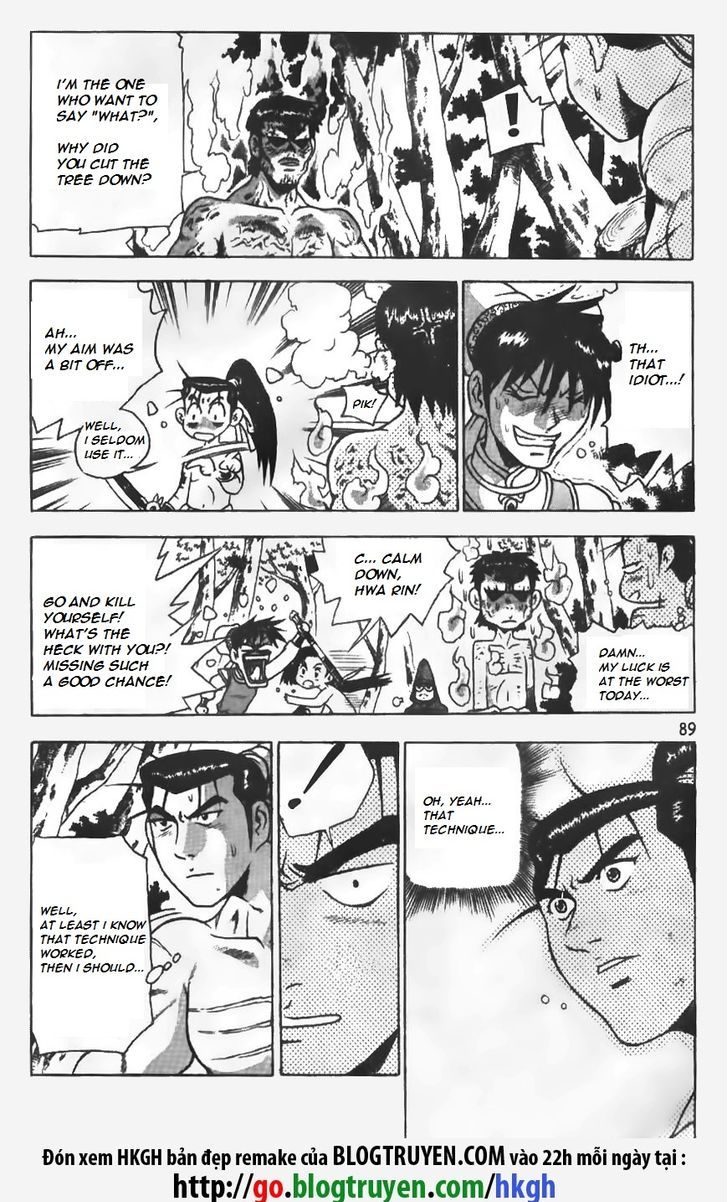 I'M THE ONE
WHO WANT TO
SAY "WHAT?",
WHY DID
YOU CUT THE
TREE DOWN?
!
AH...
MY AIM WAS
A BIT OFF...
WELL,
I SELDOM
USE IT...
PIK!
TH...
THAT
IDIOT...!
GO AND KILL
YOURSELF!
WHAT'S THE
HECK WITH YOU?!
MISSING SUCH
A GOOD CHANCE!
C... CALM
DOWN,
HWA RIN!
DAMN...
MY LUCK IS
AT THE WORST
TODAY...
89
WELL,
AT LEAST I KNOW
THAT TECHNIQUE
WORKED,
THEN I SHOULD...
OH, YEAH...
THAT
TECHNIQUE...
Đón xem HKGH bản đẹp remake của BLOGTRUYEN.COM vào 22h mỗi ngày tại :
http://go.blogtruyen.com/hkgh